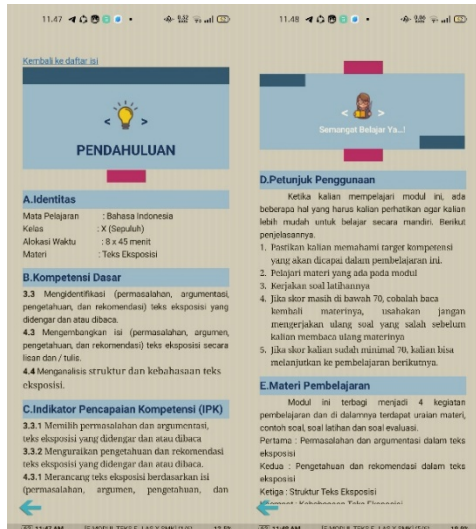 11.47
Kembali ke daftar isi
PENDAHULUAN
A.Identitas
Mata Pelajaran : Bahasa Indonesia
Kelas : X (Sepuluh)
Alokasi Waktu : 8 x 45 menit
Materi : Teks Eksposisi
B.Kompetensi Dasar
3.3 Mengidentifikasi (permasalahan, argumentasi,
pengetahuan, dan rekomendasi) teks eksposisi yang
didengar dan atau dibaca.
4.3 Mengembangkan isi (permasalahan, argumen,
pengetahuan, dan rekomendasi) teks eksposisi secara
lisan dan / tulis.
4.4 Menganalisis struktur dan kebahasaan teks
eksposisi.
C.Indikator Pencapaian Kompetensi (IPK)
3.3.1 Memilih permasalahan dan argumentasi,
teks eksposisi yang didengar dan atau dibaca
3.3.2 Menguraikan pengetahuan dan rekomendasi
teks eksposisi yang didengar dan atau dibaca.
4.3.1 Merancang teks eksposisi berdasarkan isi
(permasalahan, argumen, pengetahuan, dan
11.48
Semangat Belajar Ya...!
D.Petunjuk Penggunaan
Ketika kalian mempelajari modul ini, ada
beberapa hal yang harus kalian perhatikan agar kalian
lebih mudah untuk belajar secara mandiri. Berikut
penjelasannya.
1. Pastikan kalian memahami target kompetensi
yang akan dicapai dalam pembelajaran ini.
2. Pelajari materi yang ada pada modul
3. Kerjakan soal latihannya
4. Jika skor masih di bawah 70, cobalah baca
kembali materinya, usahakan jangan
mengerjakan ulang soal yang salah sebelum
kalian membaca ulang materinya
5. Jika skor kalian sudah minimal 70, kalian bisa
melanjutkan ke pembelajaran berikutnya.
E.Materi Pembelajaran
Modul ini terbagi menjadi 4 kegiatan
pembelajaran dan di dalamnya terdapat uraian materi,
contoh soal, soal latihan dan soal evaluasi.
Pertama : Permasalahan dan argumentasi dalam teks
eksposisi
Kedua : Pengetahuan dan rekomendasi dalam teks
eksposisi
Ketiga : Struktur Teks Eksposisi